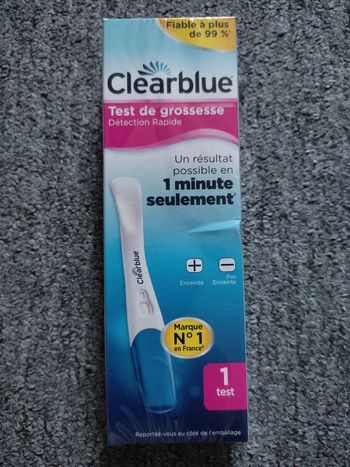 Fiable à plus
de 99 %
Clearblue
Test de grossesse
Détection Rapide
Un résultat
possible en
1 minute
seulement
Clearblue
Enceinte
Pas
Enceinte
Marque
N° 1
en France
1
test
Reportez-vous au côté de l'emballage